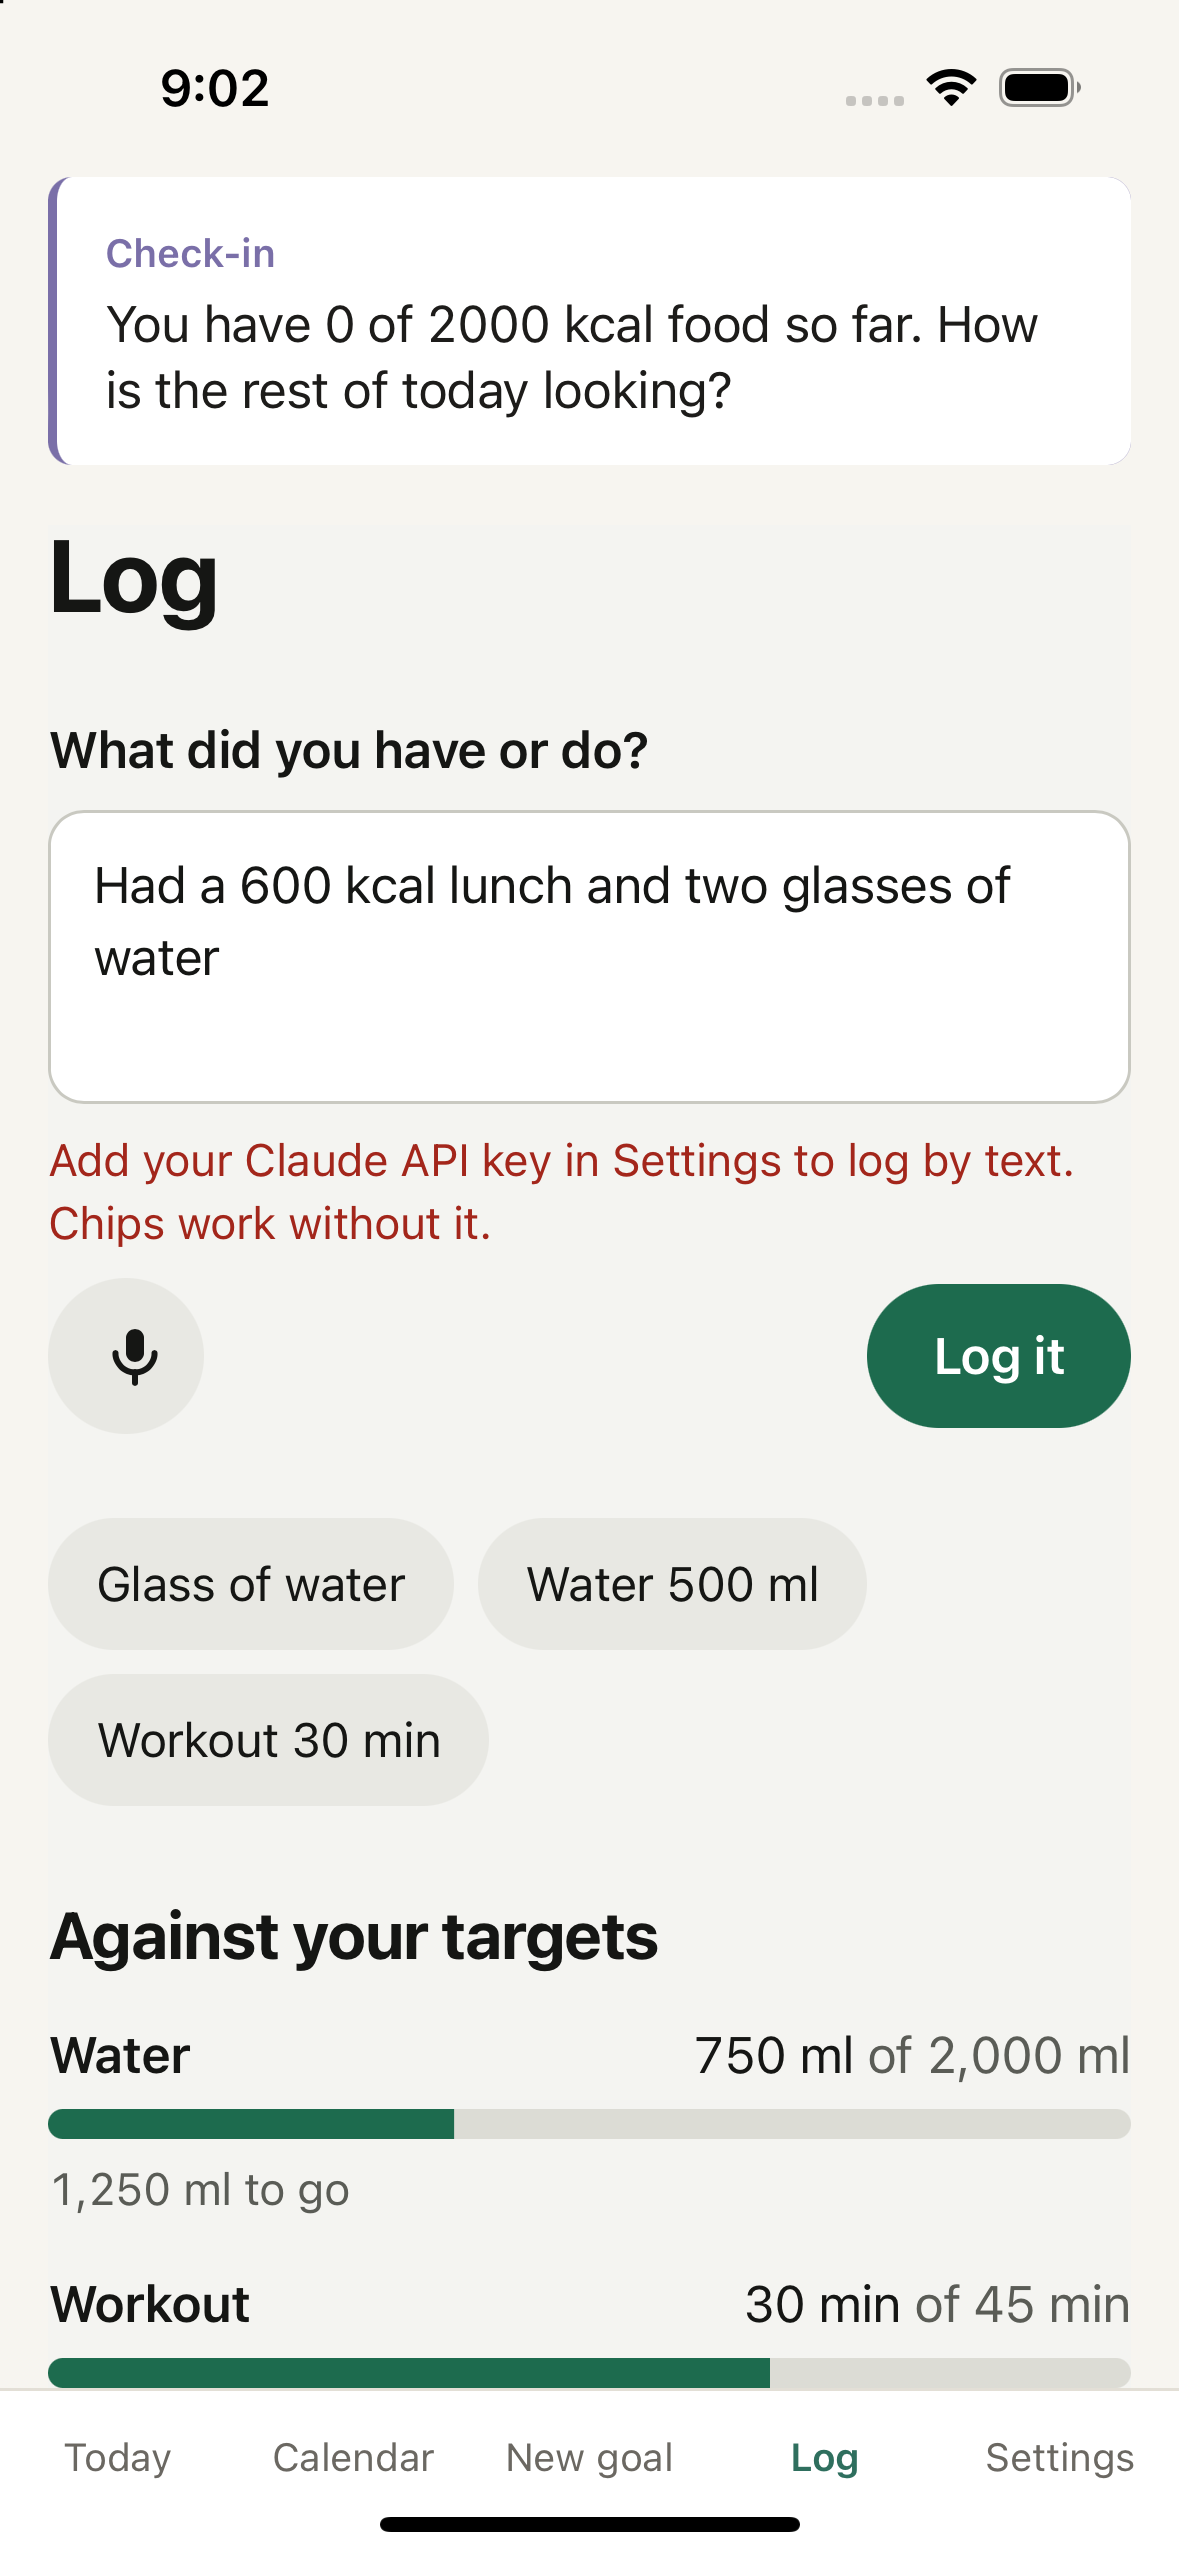 9:02
Check-in
You have 0 of 2000 kcal food so far. How
is the rest of today looking?
Log
What did you have or do?
Had a 600 kcal lunch and two glasses of
water
Add your Claude API key in Settings to log by text.
Chips work without it.
Log it
Glass of water
Water 500 ml
Workout 30 min
Against your targets
Water 750 ml of 2,000 ml
1,250 ml to go
Workout 30 min of 45 min
Today Calendar New goal Log Settings